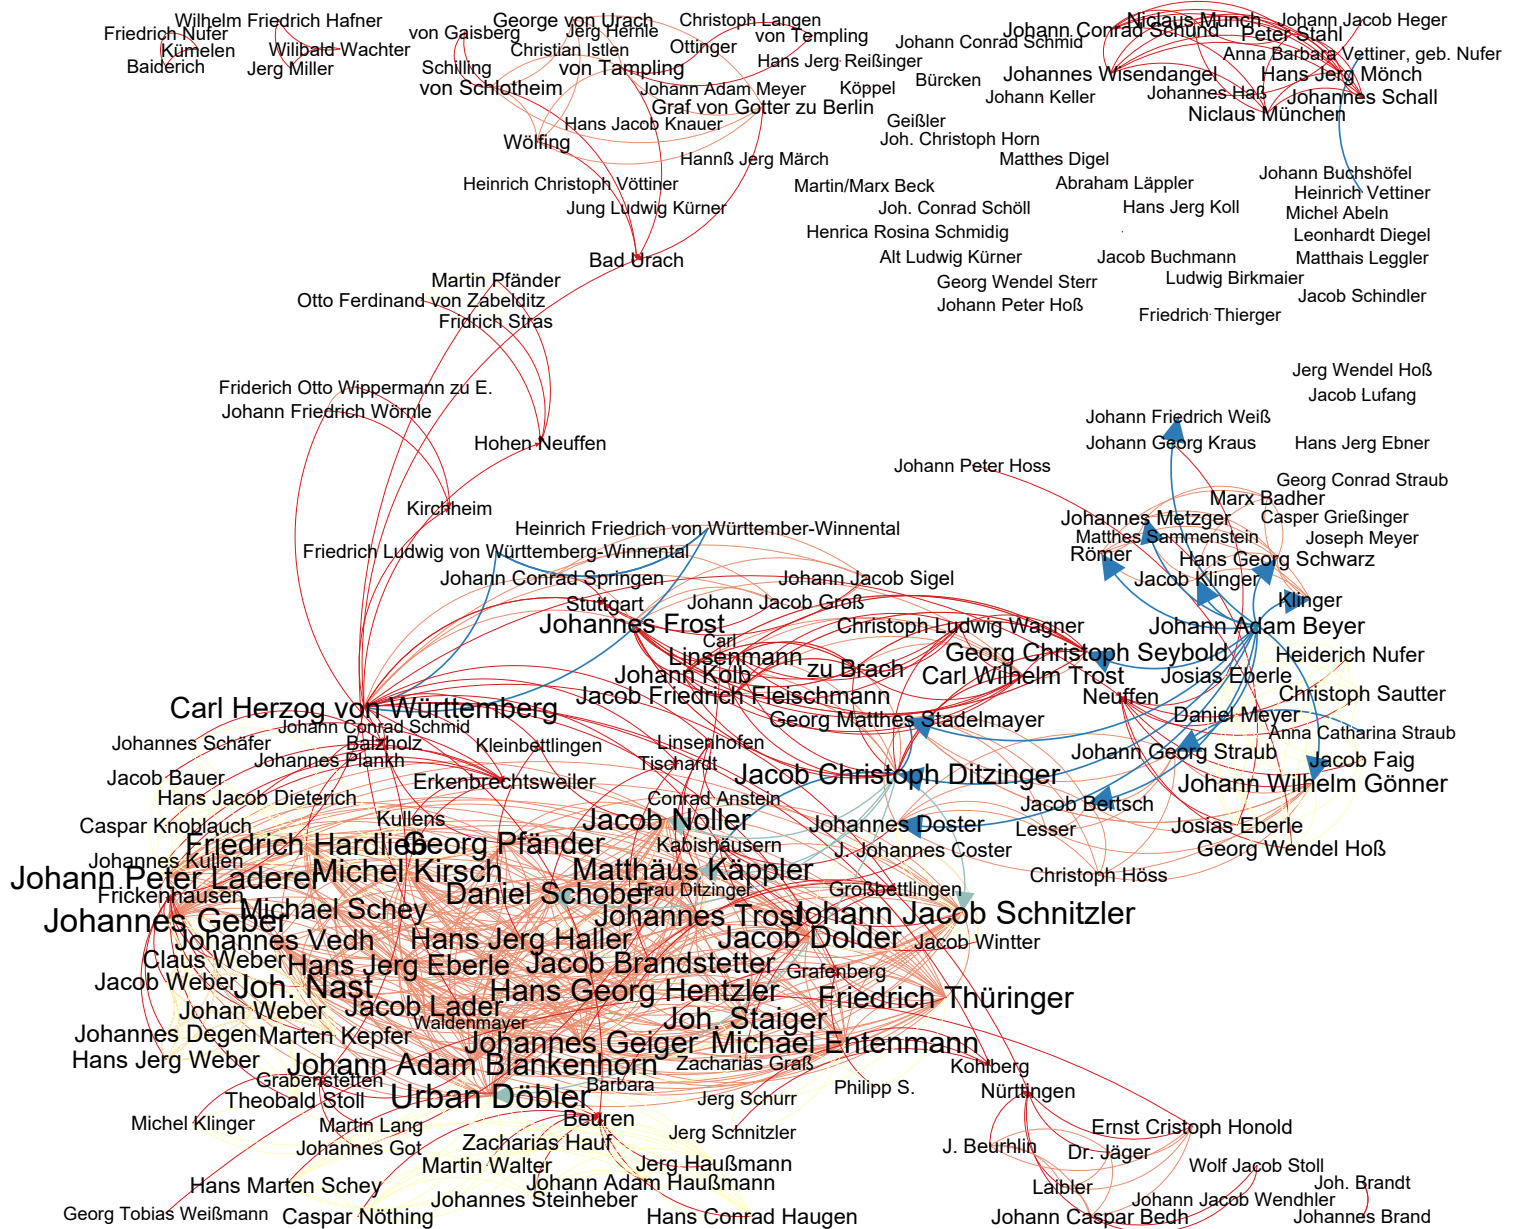 Wilhelm Friedrich Hafner
Friedrich Nufer
Kümelen
Baiderich
Wilibald Wachter
Jerg Miller
von Gaisberg
George von Urach
Jerg Hernle
Christian Istlen
Schilling
von Schlotheim
von Tampling
Christoph Langen
Ottinger
von Templing
Hans Jerg Reißinger
Johann Adam Meyer
Graf von Gotter zu Berlin
Köppel
Hans Jacob Knauer
Wölfing
Hannß Jerg Märch
Heinrich Christoph Vöttiner
Jung Ludwig Kürner
Bad Urach
Johann Conrad Schmid
Bürcken
Johann Keller
Geißler
Joh. Christoph Horn
Matthes Digel
Martin/Marx Beck
Abraham Läppler
Joh. Conrad Schöll
Hans Jerg Koll
Henrica Rosina Schmidig
Alt Ludwig Kürner
Jacob Buchmann
Georg Wendel Sterr
Ludwig Birkmaier
Johann Peter Hoß
Friedrich Thierger
Niclaus Munch
Johann Conrad Schund
Peter Stahl
Johann Jacob Heger
Anna Barbara Vettiner, geb. Nufer
Johannes Wisendangel
Hans Jerg Mönch
Johannes Haß
Johannes Schall
Niclaus München
Johann Buchshöfel
Heinrich Vettiner
Michel Abeln
Leonhardt Diegel
Matthais Leggler
Jacob Schindler
Martin Pfänder
Otto Ferdinand von Zabelditz
Fridrich Stras
Friderich Otto Wippermann zu E.
Johann Friedrich Wörnle
Hohen Neuffen
Kirchheim
Jerg Wendel Hoß
Jacob Lufang
Johann Friedrich Weiß
Johann Georg Kraus
Hans Jerg Ebner
Johann Peter Hoss
Georg Conrad Straub
Marx Badher
Johannes Metzger
Casper Grießinger
Matthes Sammenstein
Joseph Meyer
Römer
Hans Georg Schwarz
Jacob Klinger
Klinger
Johann Adam Beyer
Heinrich Friedrich von Württember-Winnental
Friedrich Ludwig von Württemberg-Winnental
Johann Conrad Springen
Johann Jacob Sigel
Stuttgart
Johann Jacob Groß
Johannes Frost
Christoph Ludwig Wagner
Carl
Linsenmann
Johann Kolb
zu Brach
Georg Christoph Seybold
Heiderich Nufer
Carl Wilhelm Trost
Josias Eberle
Jacob Friedrich Fleischmann
Neuffen
Christoph Sautter
Carl Herzog von Württemberg
Georg Matthes Stadelmayer
Daniel Meyer
Johann Conrad Schmid
Anna Catharina Straub
Johannes Schäfer
Balzholz
Kleinbettlingen
Linsenhofen
Johannes Plankh
Tischardt
Johann Georg Straub
Jacob Faig
Jacob Bauer
Erkenbrechtsweiler
Jacob Christoph Ditzinger
Johann Wilhelm Gönner
Hans Jacob Dieterich
Conrad Anstein
Jacob Bertsch
Caspar Knoblauch
Kullens
Jacob Noller
Johannes Doster
Lesser
Josias Eberle
Friedrich Hardlieb
Georg Pfänder
Kabishäusern
J. Johannes Coster
Georg Wendel Hoß
Johannes Kullen
Johann Peter Laderer
Michel Kirsch
Matthäus Käppler
Christoph Höss
Frickenhausen
Daniel Schober
Frau Ditzinger
Großbettlingen
Johannes Geber
Michael Schey
Johannes Trost
Johann Jacob Schnitzler
Johannes Vedh
Hans Jerg Haller
Jacob Dolder
Jacob Wintter
Claus Weber
Hans Jerg Eberle
Jacob Brandstetter
Grafenberg
Jacob Weber
Joh. Nast
Hans Georg Hentzler
Friedrich Thüringer
Johan Weber
Jacob Lader
Joh. Staiger
Waldenmayer
Johannes Degen
Marten Kepfer
Johannes Geiger
Michael Entenmann
Hans Jerg Weber
Johann Adam Blankenhorn
Zacharias Graß
Kohlberg
Grabenstetten
Barbara
Philipp S.
Nürttingen
Theobald Stoll
Urban Döbler
Jerg Schurr
Michel Klinger
Martin Lang
Beuren
Jerg Schnitzler
Ernst Cristoph Honold
Johannes Got
Zacharias Hauf
J. Beurhlin
Dr. Jäger
Martin Walter
Jerg Haußmann
Wolf Jacob Stoll
Hans Marten Schey
Johann Adam Haußmann
Laibler
Joh. Brandt
Johannes Steinheber
Johann Jacob Wendhler
Georg Tobias Weißmann
Caspar Nöthing
Hans Conrad Haugen
Johann Caspar Bedh
Johannes Brand